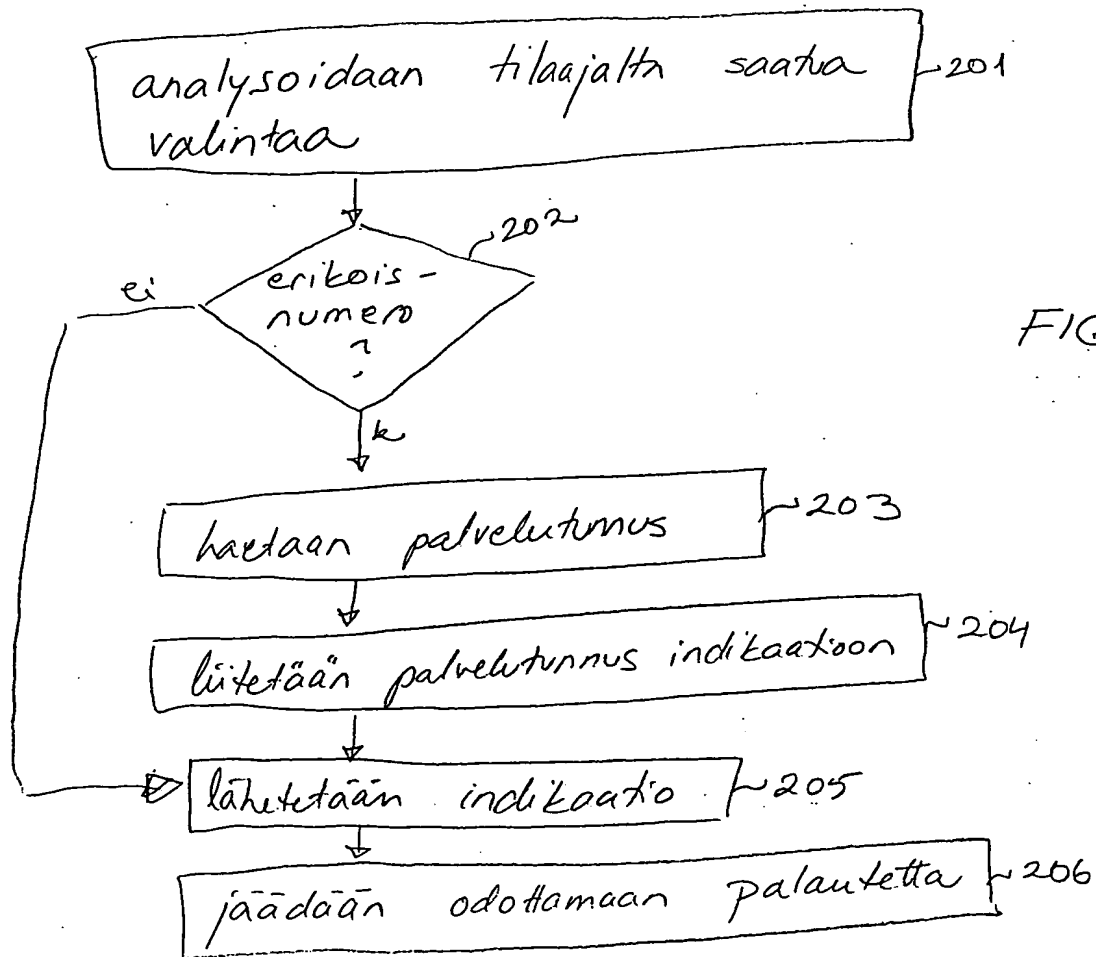 analysoidaan tilaajalta saatua 201
valintaa
202
ei
erikois-
numero
?
FIG
k
haetaan palvelutunnus 203
liitetään palvelutunnus indikaatioon 204
lähetetään indikaatio 205
jäädään odottamaan palautetta 206